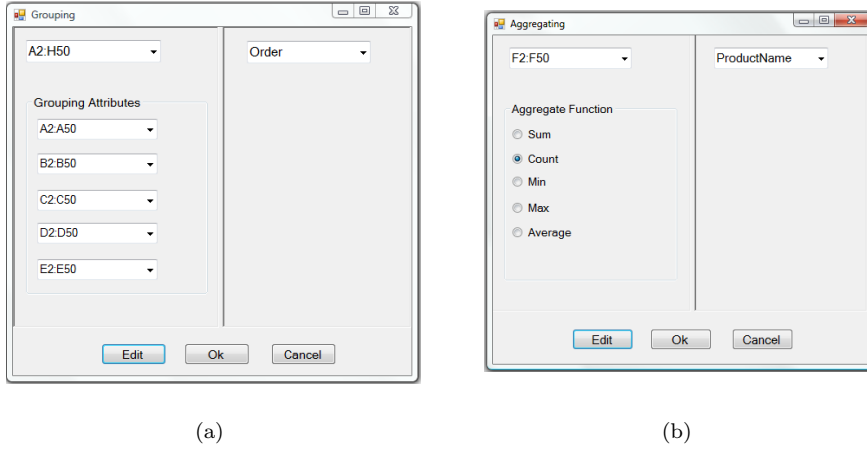 Grouping
A2:H50
Order
Grouping Attributes
A2:A50
B2:B50
C2:C50
D2:D50
E2:E50
Edit
Ok
Cancel
(a)
Aggregating
F2:F50
ProductName
Aggregate Function
Sum
Count
Min
Max
Average
Edit
Ok
Cancel
(b)